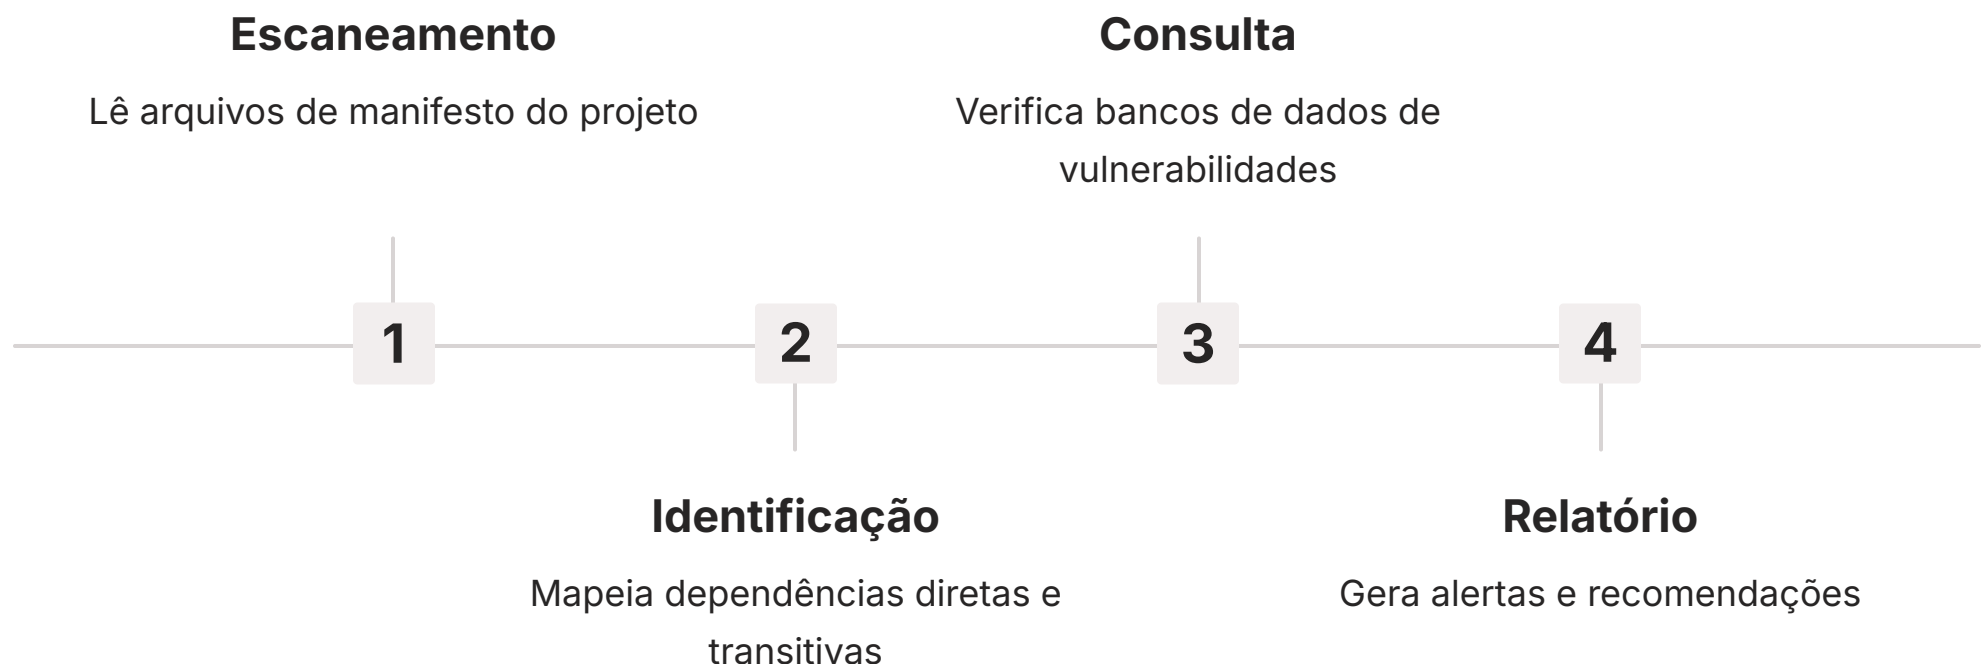 Escaneamento
Lê arquivos de manifesto do projeto
1
Identificação
Mapeia dependências diretas e
transitivas
2
Consulta
Verifica bancos de dados de
vulnerabilidades
3
Relatório
Gera alertas e recomendações
4